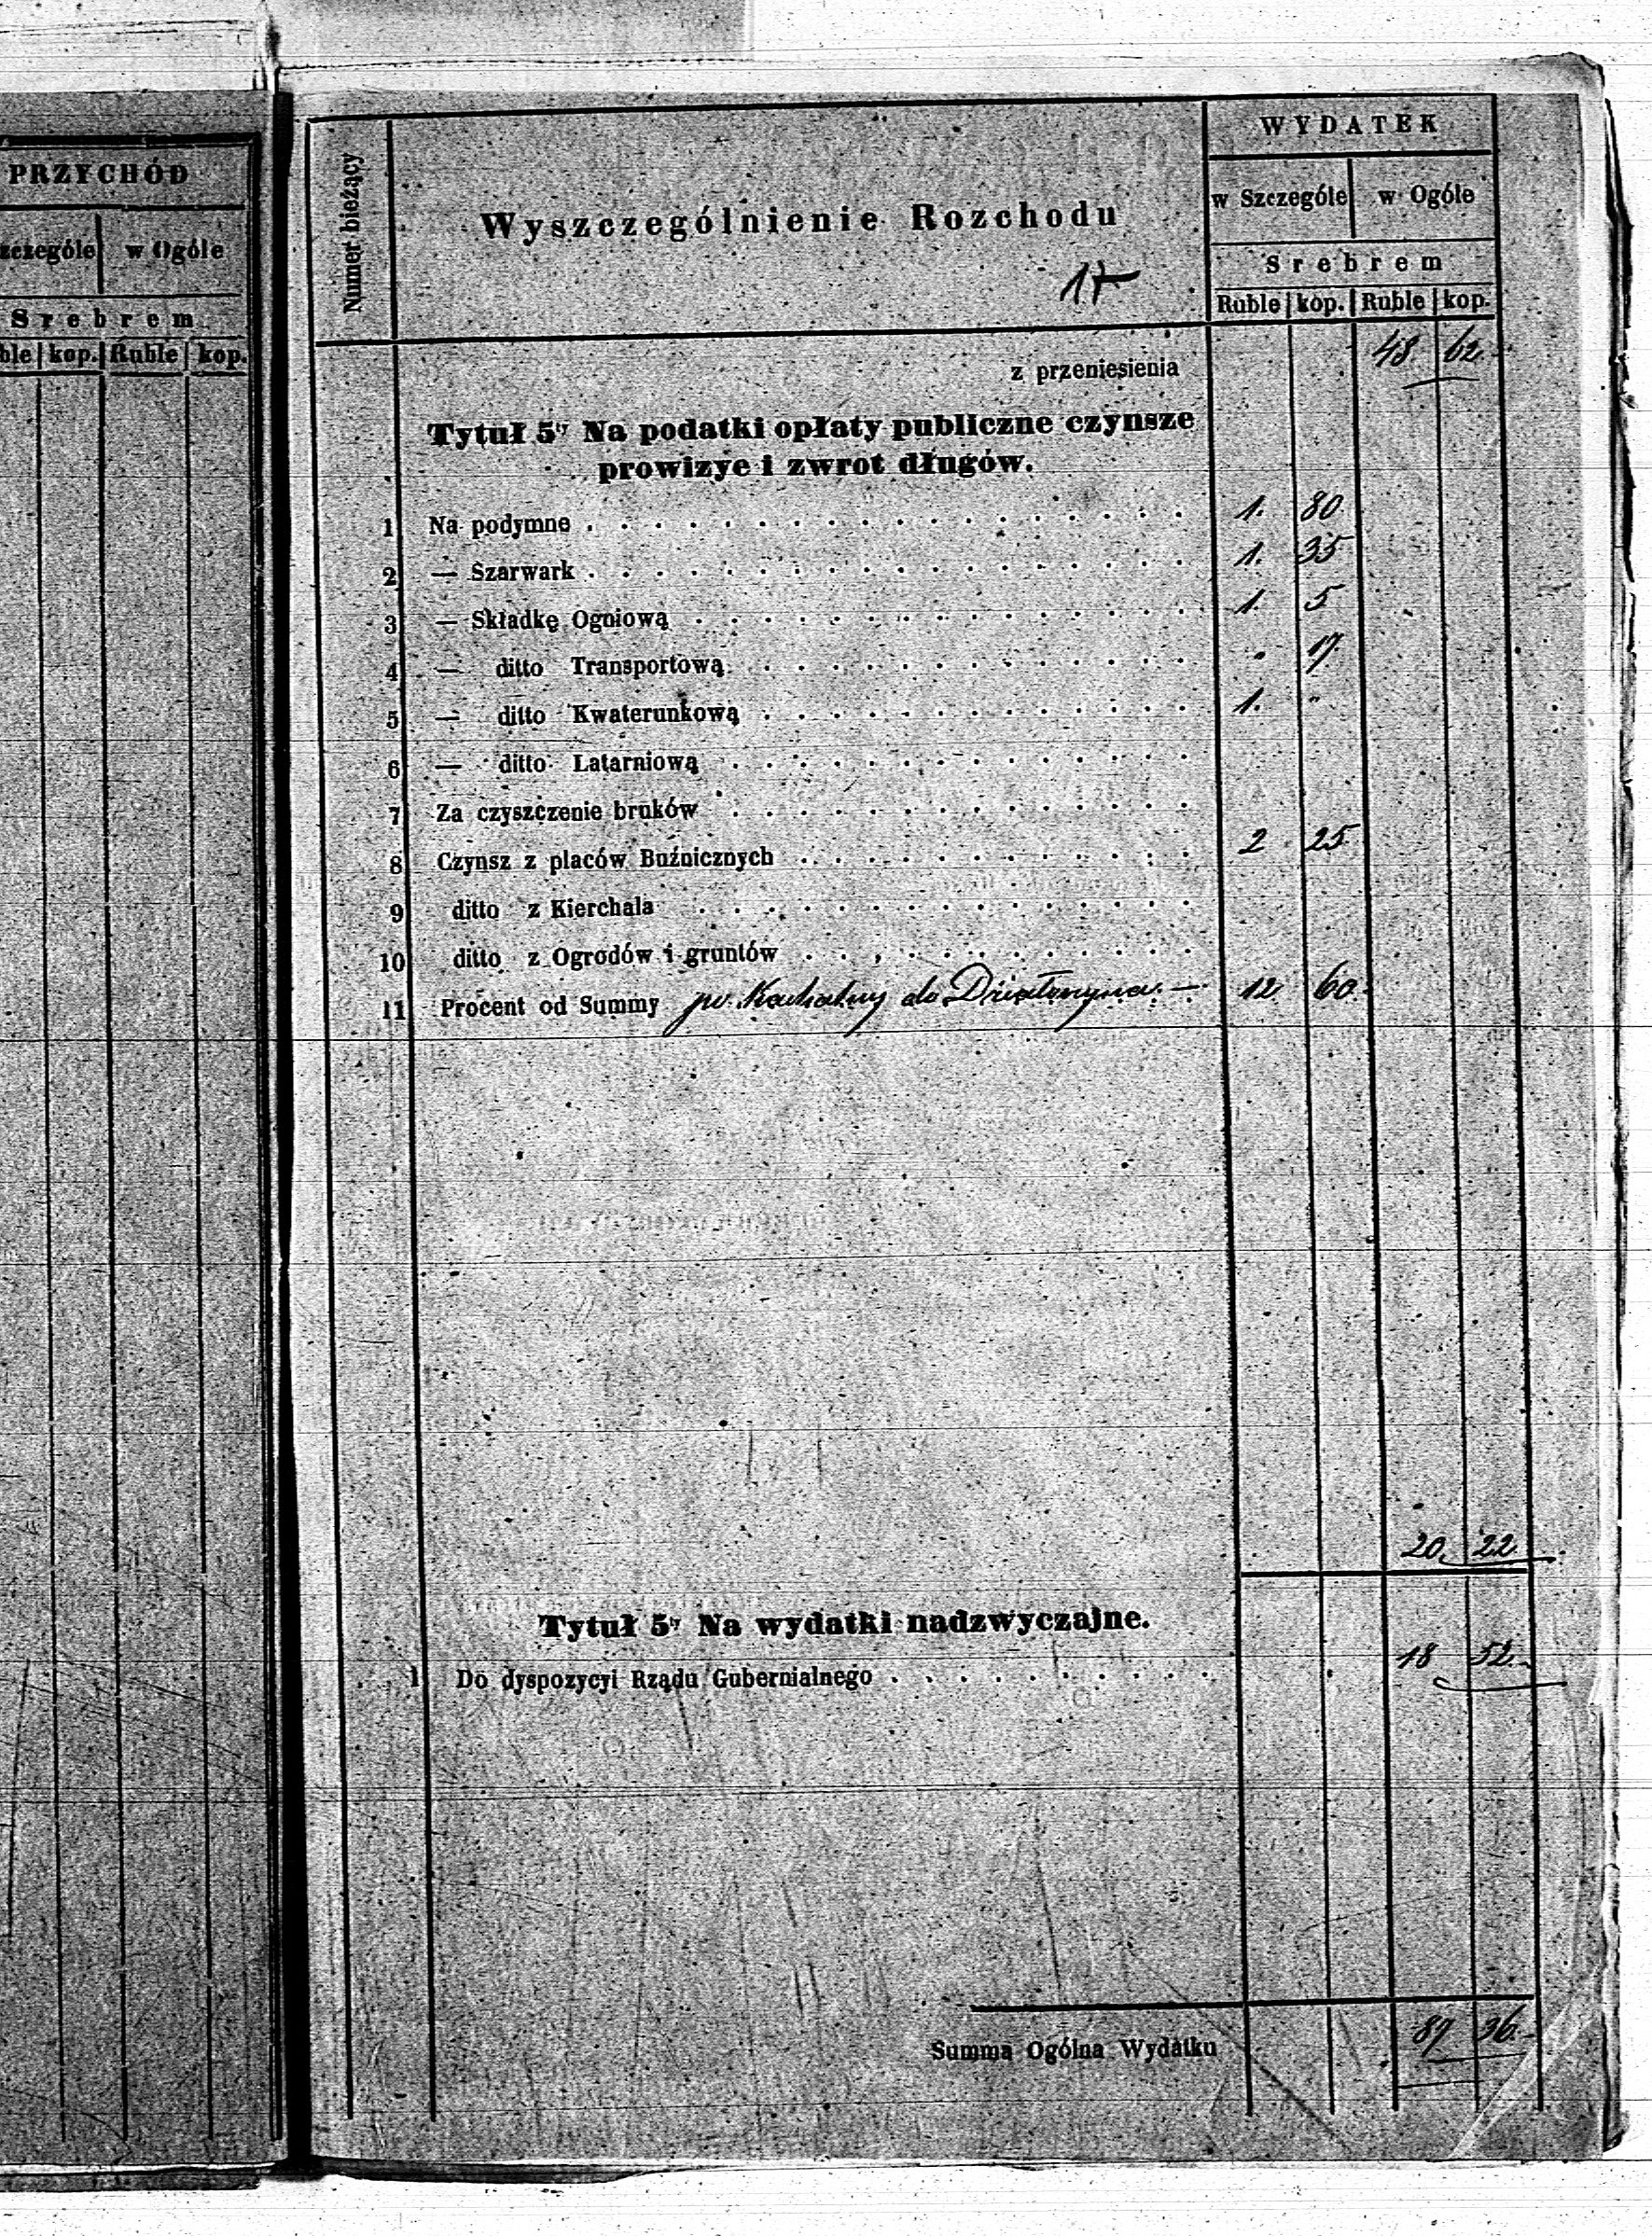 PRZYCHÓD
w Ogóle
Srebrem
kop. Ruble kop.
Numer bieżący
Wyszczególnienie Rozchodu
17
WYDATEK
w Szczególe w Ogóle
Srebrem
Ruble kop. Ruble kop.
z przeniesienia 48 62
Tytuł 5ty Na podatki opłaty publiczne czynsze
prowizye i zwrot długów.
1 Na podymne 1. 80
2 — Szarwark 1. 35
3 — Składkę Ogniową 1. 5
4 — ditto Transportową 17
5 — ditto Kwaterunkową 1. "
6 — ditto Latarniową
7 Za czyszczenie bruków
8 Czynsz z placów Buźnicznych 2 25
9 ditto z Kierchala
10 ditto z Ogrodów i gruntów
11 Procent od Summy do Działoszyna. — 12 60.
20 22
Tytuł 5ty Na wydatki nadzwyczajne.
1 Do dyspozycyi Rządu Gubernialnego 18 52.
Summa Ogólna Wydatku 87 36.